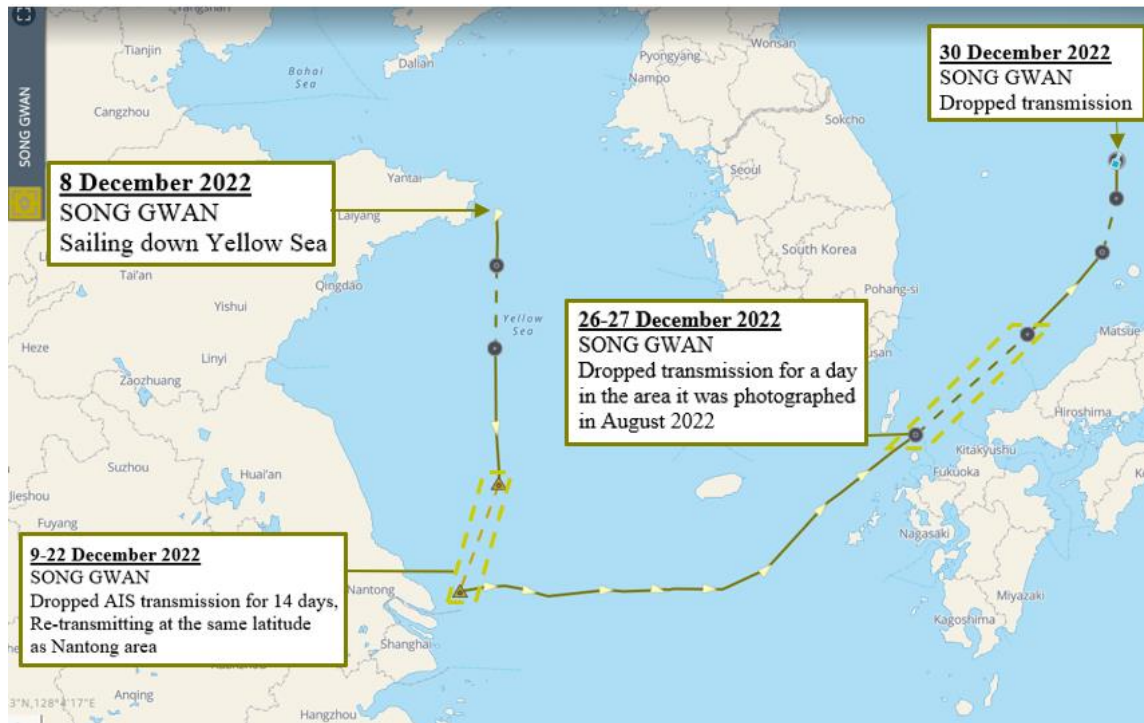 SONG GWAN
8 December 2022
SONG GWAN
Sailing down Yellow Sea
30 December 2022
SONG GWAN
Dropped transmission
26-27 December 2022
SONG GWAN
Dropped transmission for a day
in the area it was photographed
in August 2022
9-22 December 2022
SONG GWAN
Dropped AIS transmission for 14 days,
Re-transmitting at the same latitude
as Nantong area
Tianjin
Bohai
Sea
Dalian
Pyongyang
Nampo
Wonsan
Cangzhou
Sokcho
Seoul
Yantai
Laiyang
South Korea
Tai'an
Qingdao
Yishui
Pohang-si
Yellow
Sea
Heze
Linyi
Matsue
Zaozhuang
Hiroshima
Kitakyushu
Fukuoka
Suzhou
Huai'an
Jieshou
Nagasaki
Fuyang
Nantong
Miyazaki
Kagoshima
Shanghai
Anqing
Hangzhou
3°N,128°4'17"E